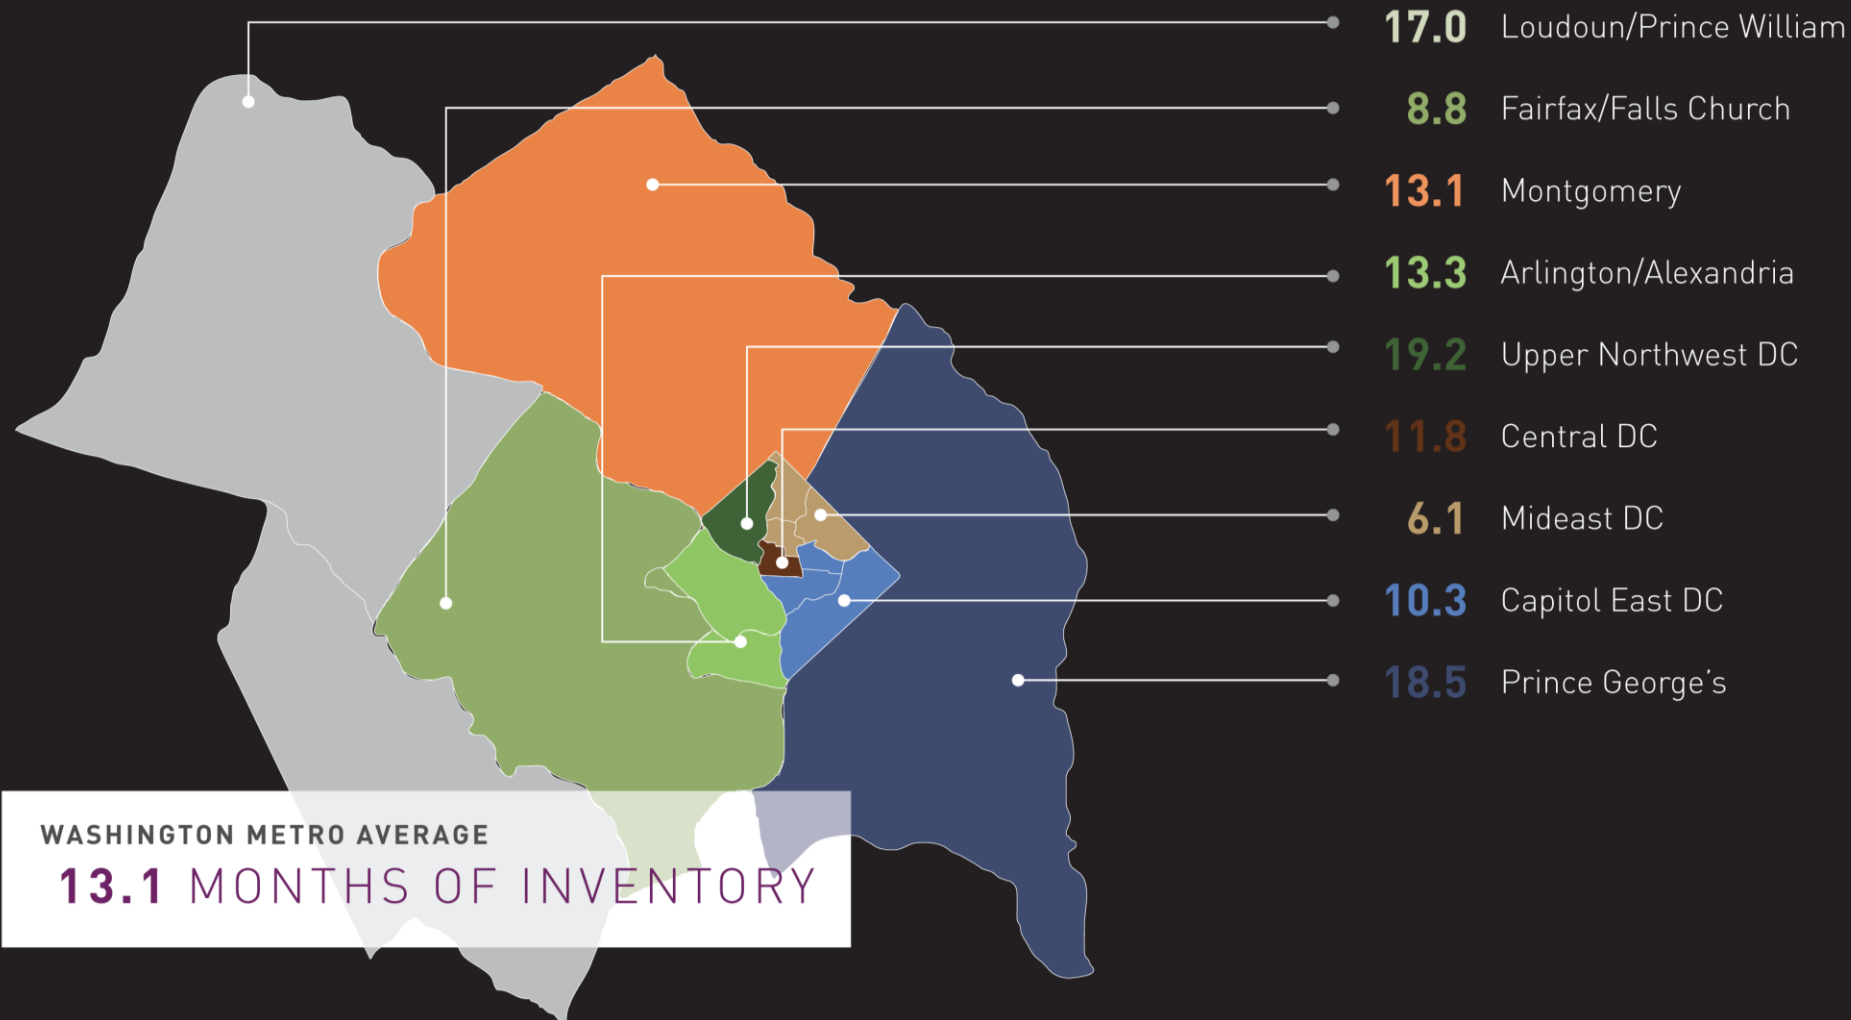 17.0 Loudoun/Prince William
8.8 Fairfax/Falls Church
13.1 Montgomery
13.3 Arlington/Alexandria
19.2 Upper Northwest DC
11.8 Central DC
6.1 Mideast DC
10.3 Capitol East DC
18.5 Prince George’s
WASHINGTON METRO AVERAGE
13.1 MONTHS OF INVENTORY